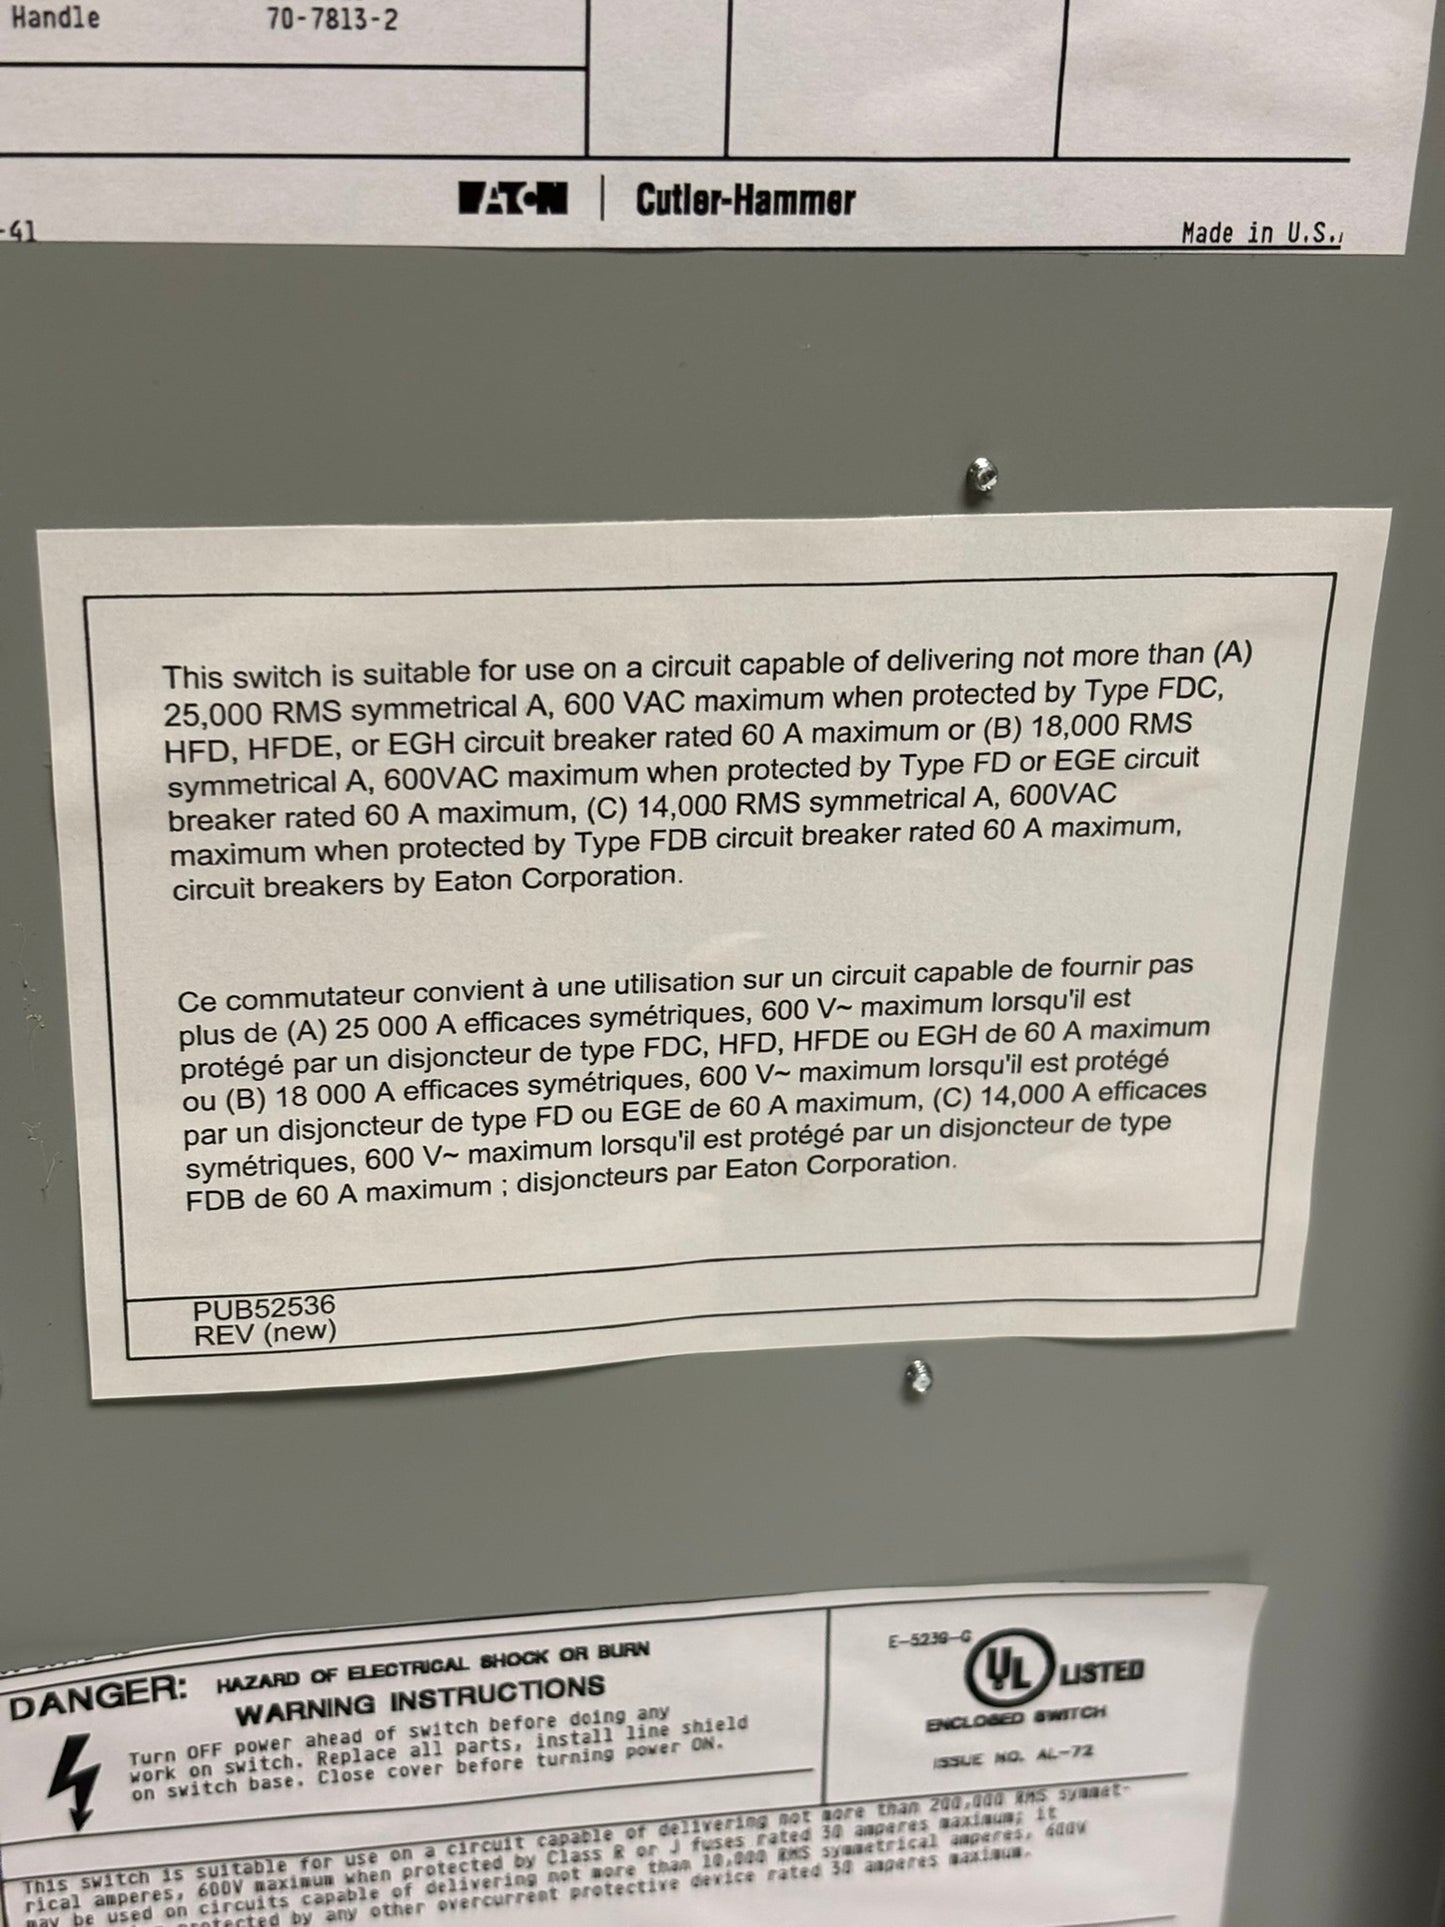 Handle 70-7813-2
EATON | Cutler-Hammer
-41
Made in U.S.
This switch is suitable for use on a circuit capable of delivering not more than (A)
25,000 RMS symmetrical A, 600 VAC maximum when protected by Type FDC,
HFD, HFDE, or EGH circuit breaker rated 60 A maximum or (B) 18,000 RMS
symmetrical A, 600VAC maximum when protected by Type FD or EGE circuit
breaker rated 60 A maximum, (C) 14,000 RMS symmetrical A, 600VAC
maximum when protected by Type FDB circuit breaker rated 60 A maximum,
circuit breakers by Eaton Corporation.
Ce commutateur convient à une utilisation sur un circuit capable de fournir pas
plus de (A) 25 000 A efficaces symétriques, 600 V~ maximum lorsqu'il est
protégé par un disjoncteur de type FDC, HFD, HFDE ou EGH de 60 A maximum
ou (B) 18 000 A efficaces symétriques, 600 V~ maximum lorsqu'il est protégé
par un disjoncteur de type FD ou EGE de 60 A maximum, (C) 14,000 A efficaces
symétriques, 600 V~ maximum lorsqu'il est protégé par un disjoncteur de type
FDB de 60 A maximum ; disjoncteurs par Eaton Corporation.
PUB52536
REV (new)
DANGER: HAZARD OF ELECTRICAL SHOCK OR BURN
WARNING INSTRUCTIONS
Turn OFF power ahead of switch before doing any
work on switch. Replace all parts, install line shield
on switch base. Close cover before turning power ON.
E-5239-G
UL LISTED
ENCLOSED SWITCH
ISSUE NO. AL-72
This switch is suitable for use on a circuit capable of delivering not more than 200,000 RMS symmet-
rical amperes, 600V maximum when protected by Class R or J fuses rated 30 amperes maximum; it
may be used on circuits capable of delivering not more than 10,000 RMS symmetrical amperes, 600V
protected by any other overcurrent protective device rated 30 amperes maximum.